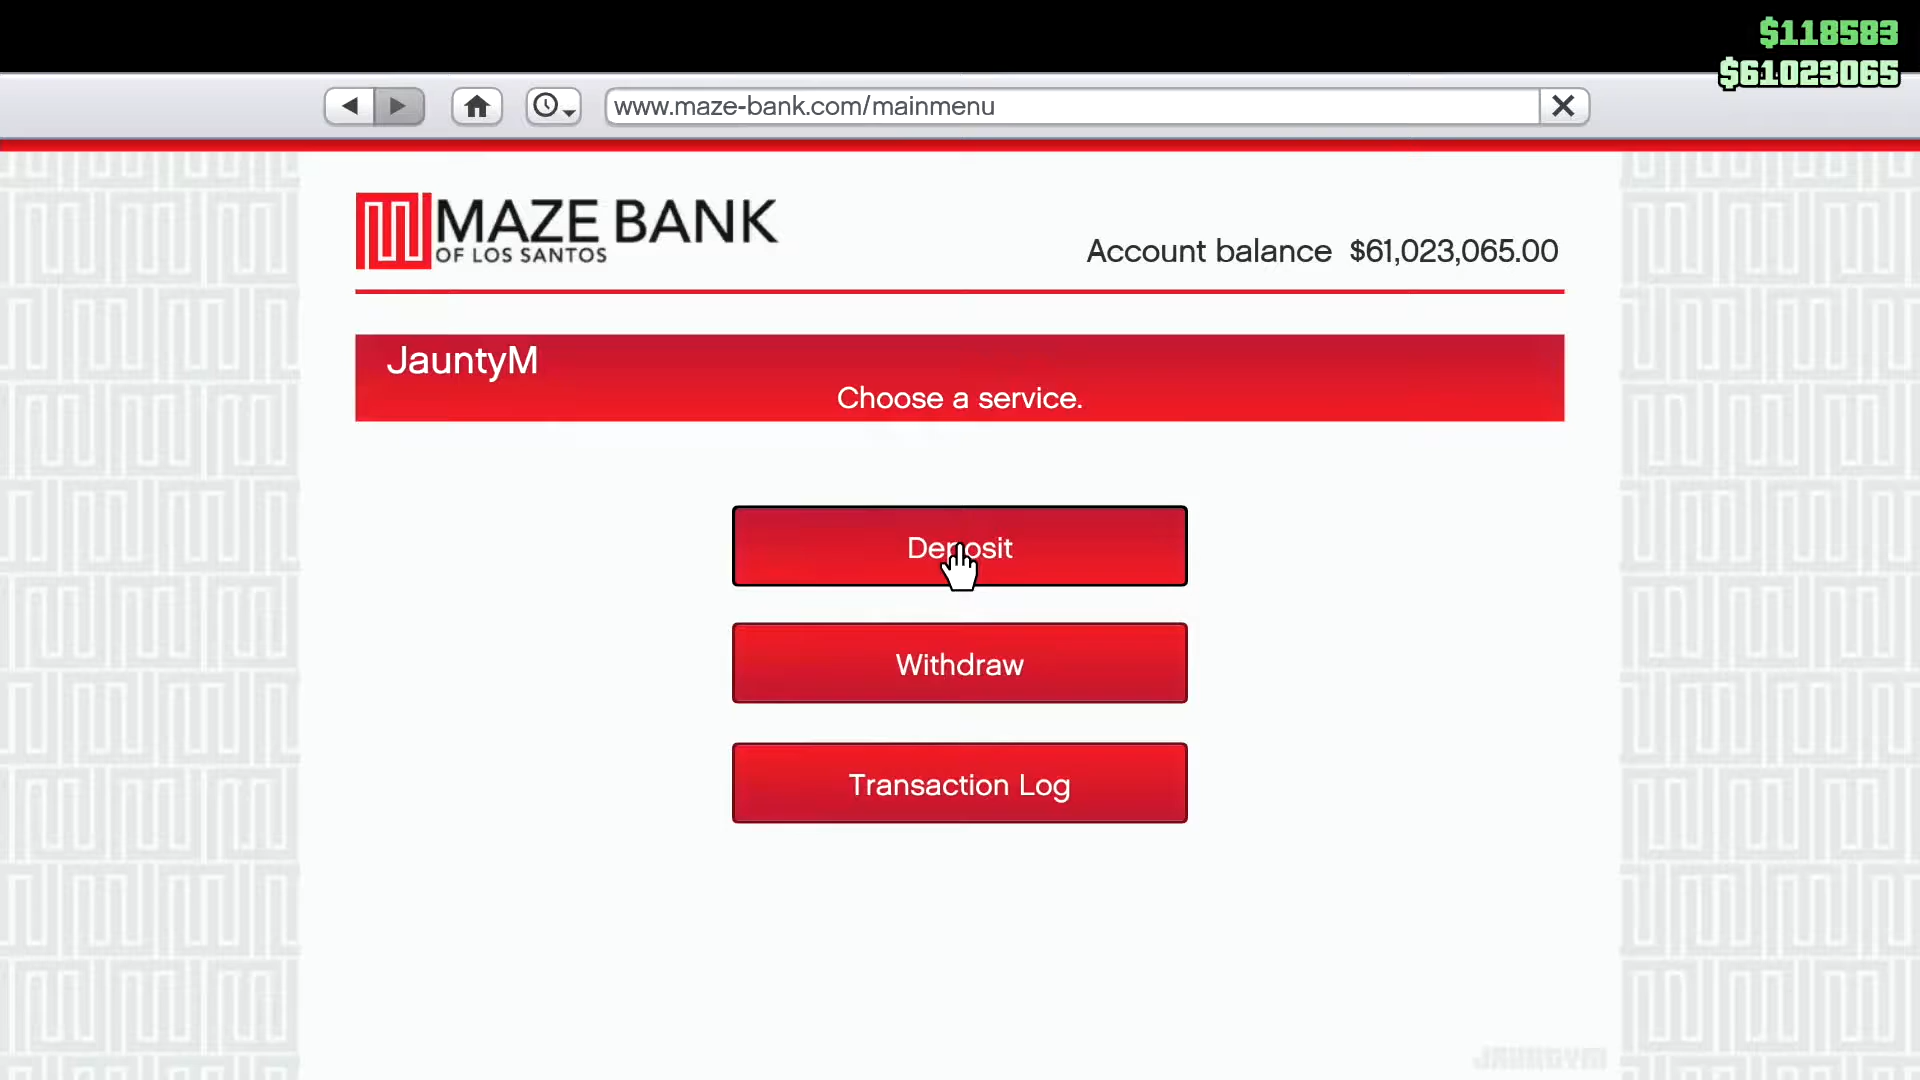 $118583
$61023065
www.maze-bank.com/mainmenu
MAZE BANK
OF LOS SANTOS
Account balance $61,023,065.00
JauntyM
Choose a service.
Deposit
Withdraw
Transaction Log
JAUNTYM